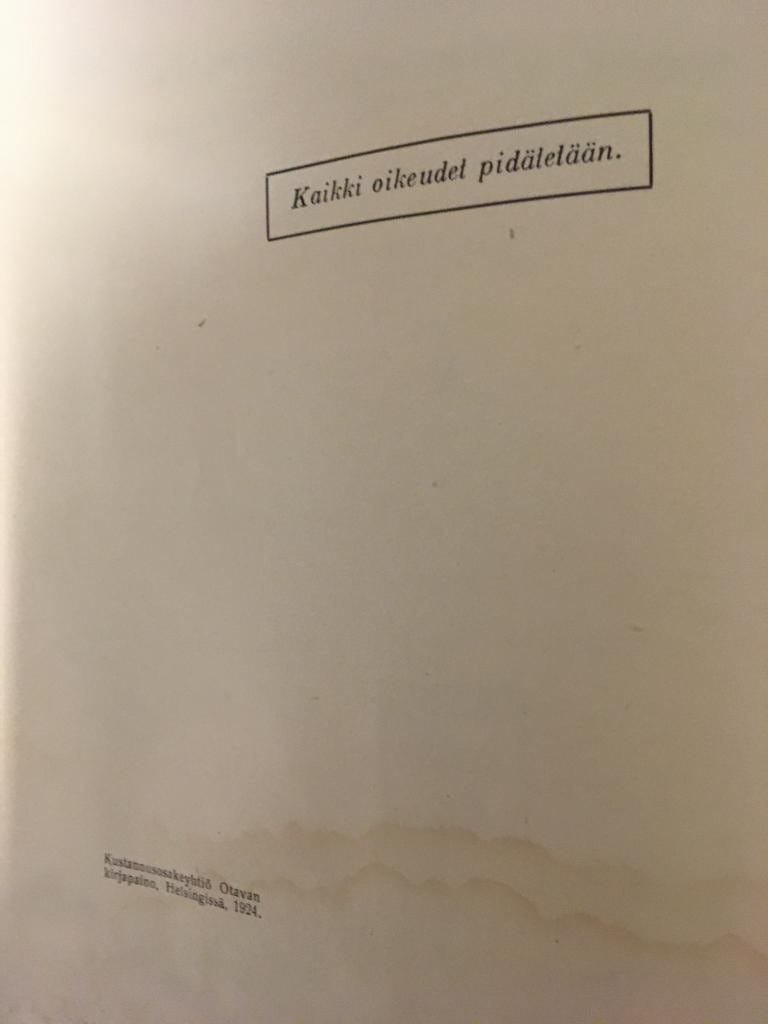 Kaikki oikeudet pidätetään.
Kustannusosakeyhtiö Otavan
kirjapaino, Helsingissä, 1924.